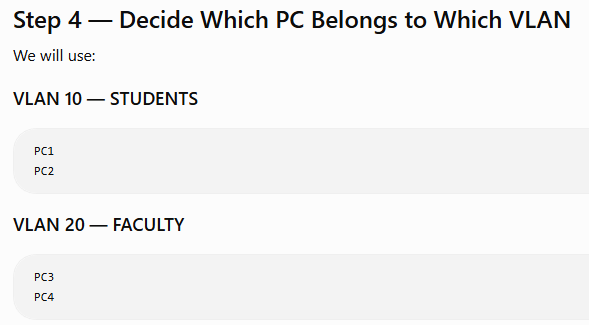 Step 4 — Decide Which PC Belongs to Which VLAN
We will use:
VLAN 10 — STUDENTS
PC1
PC2
VLAN 20 — FACULTY
PC3
PC4